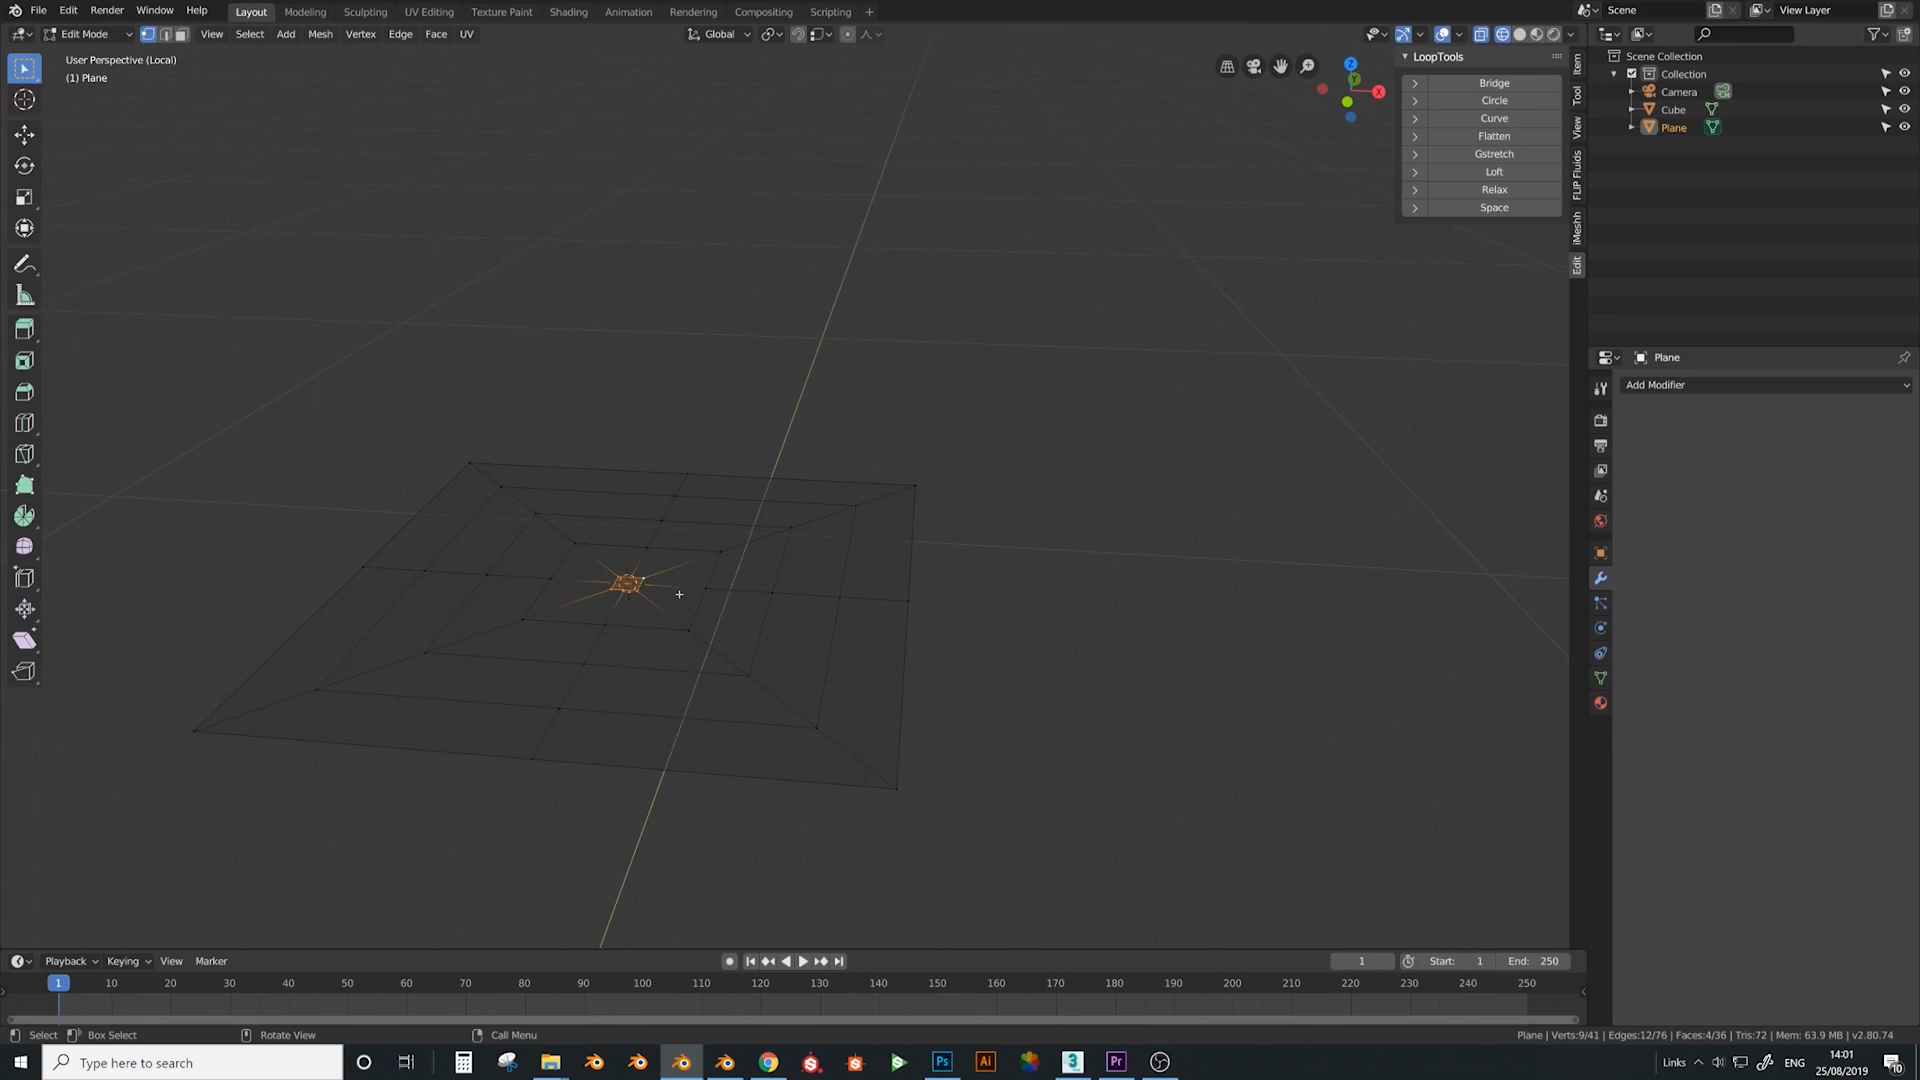 File Edit Render Window Help Layout Modeling Sculpting UV Editing Texture Paint Shading Animation Rendering Compositing Scripting + Scene View Layer
Edit Mode View Select Add Mesh Vertex Edge Face UV Global
User Perspective (Local)
(1) Plane
Z
Y
X
LoopTools
Bridge
Circle
Curve
Flatten
Gstretch
Loft
Relax
Space
Item
Tool
View
FLIP Fluids
iMeshh
Edit
Scene Collection
Collection
Camera
Cube
Plane
Plane
Add Modifier
Playback Keying View Marker 1 Start: 1 End: 250
1 10 20 30 40 50 60 70 80 90 100 110 120 130 140 150 160 170 180 190 200 210 220 230 240 250
Select Box Select Rotate View Call Menu Plane | Verts:9/41 | Edges:12/76 | Faces:4/36 | Tris:72 | Mem: 63.9 MB | v2.80.74
Type here to search Ps Ai 3 Pr Links ENG 14:01
25/08/2019 10